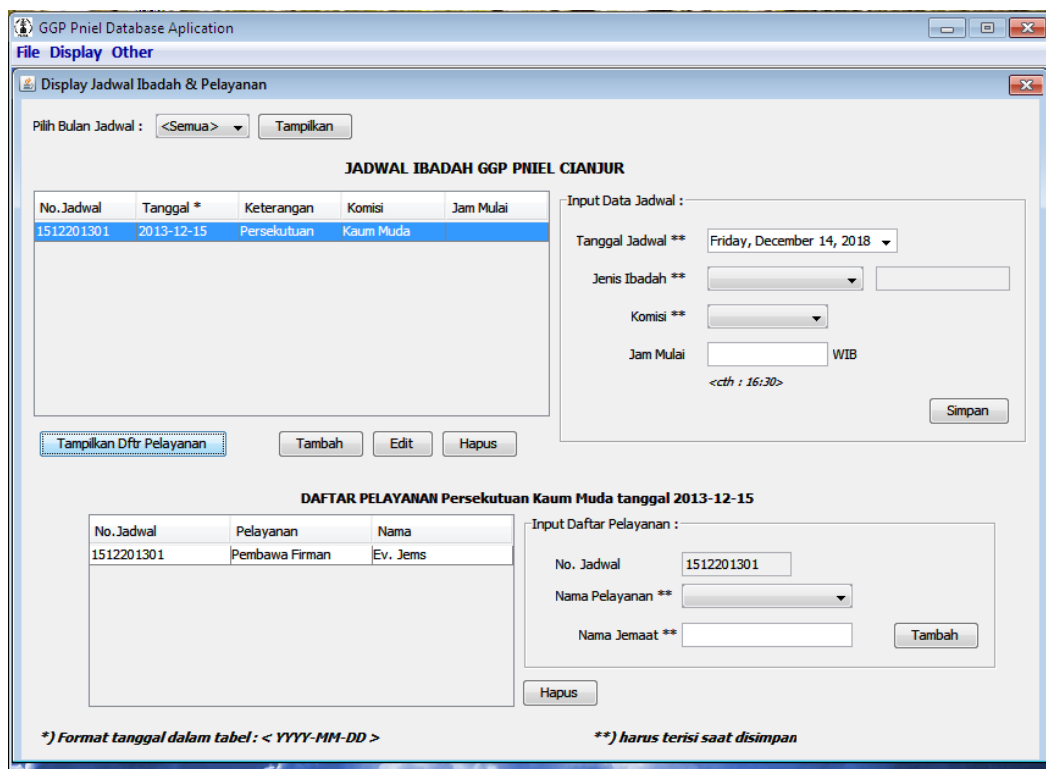 GGP Pniel Database Aplication
File Display Other
Display Jadwal Ibadah & Pelayanan
Pilih Bulan Jadwal : <Semua> Tampilkan
JADWAL IBADAH GGP PNIEL CIANJUR
No.Jadwal Tanggal * Keterangan Komisi Jam Mulai
1512201301 2013-12-15 Persekutuan Kaum Muda
Input Data Jadwal :
Tanggal Jadwal ** Friday, December 14, 2018
Jenis Ibadah **
Komisi **
Jam Mulai WIB
<cth : 16:30>
Simpan
Tampilkan Dftr Pelayanan Tambah Edit Hapus
DAFTAR PELAYANAN Persekutuan Kaum Muda tanggal 2013-12-15
No.Jadwal Pelayanan Nama
1512201301 Pembawa Firman Ev. Jems
Input Daftar Pelayanan :
No. Jadwal 1512201301
Nama Pelayanan **
Nama Jemaat ** Tambah
Hapus
*) Format tanggal dalam tabel : < YYYY-MM-DD > **) harus terisi saat disimpan